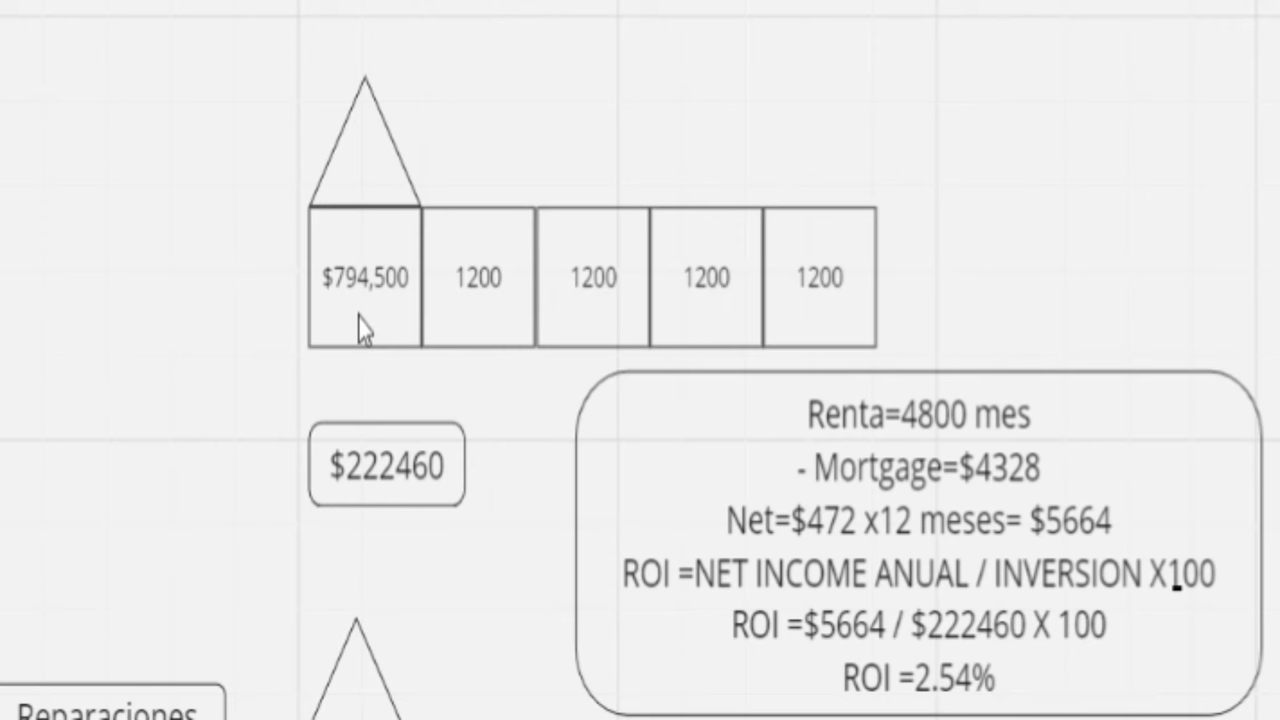 $794,500 1200 1200 1200 1200
$222460
Renta=4800 mes
- Mortgage=$4328
Net=$472 x12 meses= $5664
ROI =NET INCOME ANUAL / INVERSION X100
ROI =$5664 / $222460 X 100
ROI =2.54%
Reparaciones